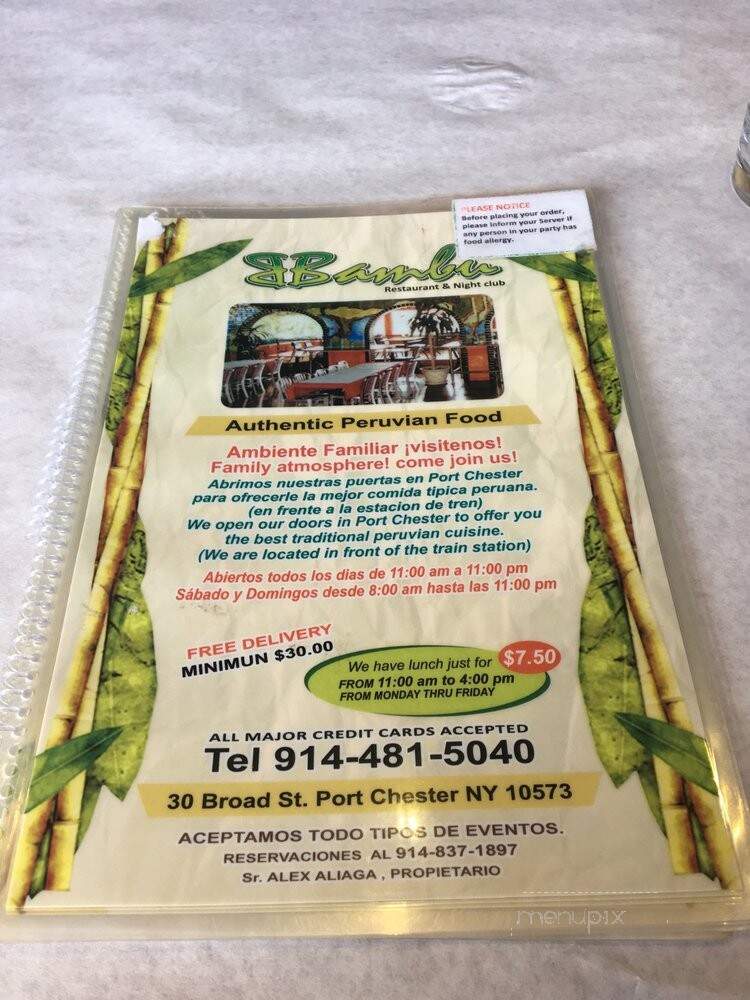 PLEASE NOTICE
Before placing your order,
please inform your Server if
any person in your party has
food allergy.
Bambu
Restaurant & Night club
Authentic Peruvian Food
Ambiente Familiar ¡visitenos!
Family atmosphere! come join us!
Abrimos nuestras puertas en Port Chester
para ofrecerle la mejor comida tipica peruana.
(en frente a la estacion de tren)
We open our doors in Port Chester to offer you
the best traditional peruvian cuisine.
(We are located in front of the train station)
Abiertos todos los dias de 11:00 am a 11:00 pm
Sábado y Domingos desde 8:00 am hasta las 11:00 pm
FREE DELIVERY
MINIMUN $30.00
We have lunch just for $7.50
FROM 11:00 am to 4:00 pm
FROM MONDAY THRU FRIDAY
ALL MAJOR CREDIT CARDS ACCEPTED
Tel 914-481-5040
30 Broad St. Port Chester NY 10573
ACEPTAMOS TODO TIPOS DE EVENTOS.
RESERVACIONES AL 914-837-1897
Sr. ALEX ALIAGA , PROPIETARIO
menupix